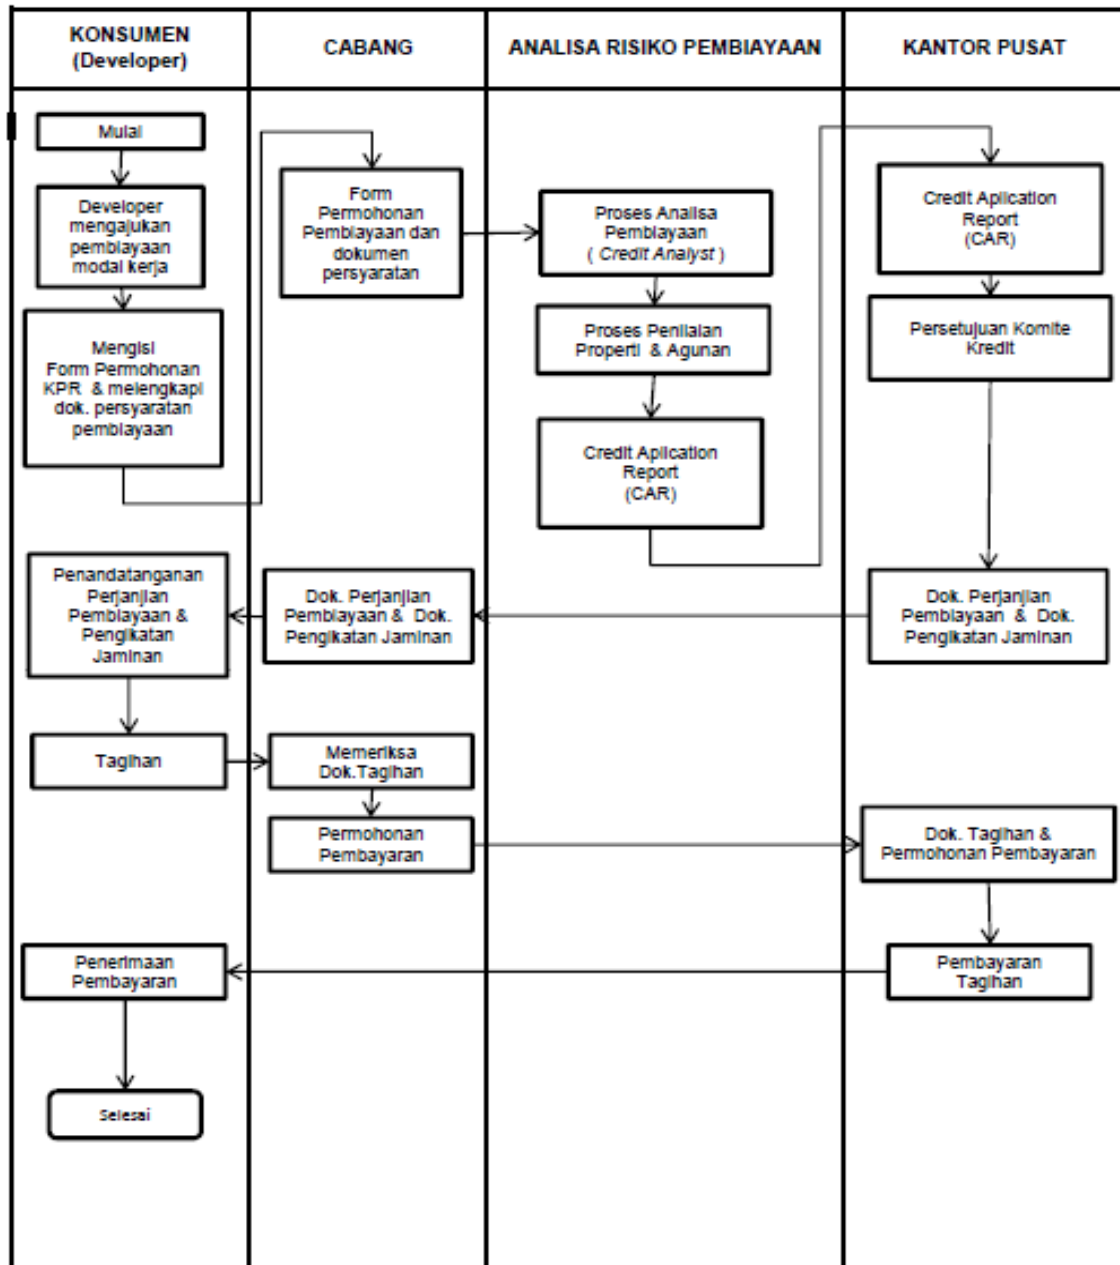 KONSUMEN
(Developer)
CABANG
ANALISA RISIKO PEMBIAYAAN
KANTOR PUSAT
Mulai
Developer
mengajukan
pembiayaan
modal kerja
Mengisi
Form Permohonan
KPR & melengkapi
dok. persyaratan
pembiayaan
Form
Permohonan
Pembiayaan dan
dokumen
persyaratan
Proses Analisa
Pembiayaan
( Credit Analyst )
Proses Penilaian
Properti & Agunan
Credit Aplication
Report
(CAR)
Credit Aplication
Report
(CAR)
Persetujuan Komite
Kredit
Penandatanganan
Perjanjian
Pembiayaan &
Pengikatan
Jaminan
Dok. Perjanjian
Pembiayaan & Dok.
Pengikatan Jaminan
Dok. Perjanjian
Pembiayaan & Dok.
Pengikatan Jaminan
Tagihan
Memeriksa
Dok.Tagihan
Permohonan
Pembayaran
Dok. Tagihan &
Permohonan Pembayaran
Penerimaan
Pembayaran
Pembayaran
Tagihan
Selesai